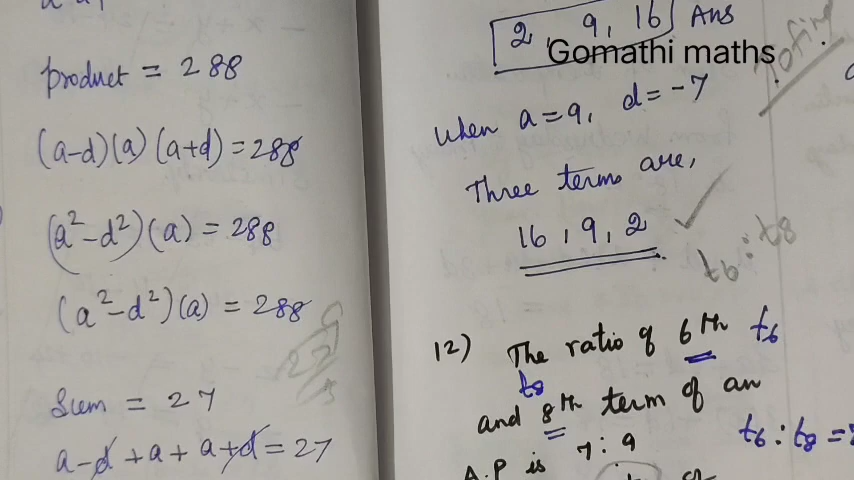 product = 288
(a-d)(a)(a+d) = 288
(a²-d²)(a) = 288
(a²-d²)(a) = 288
Sum = 27
a-d + a + a+d = 27
2, 9, 16 Ans
Gomathi maths
When a = 9, d = -7
Three terms are,
16, 9, 2
t6 : t8
12) The ratio of 6th t6
t8
and 8th term of an
t6 : t8 =
A.P is 7:9